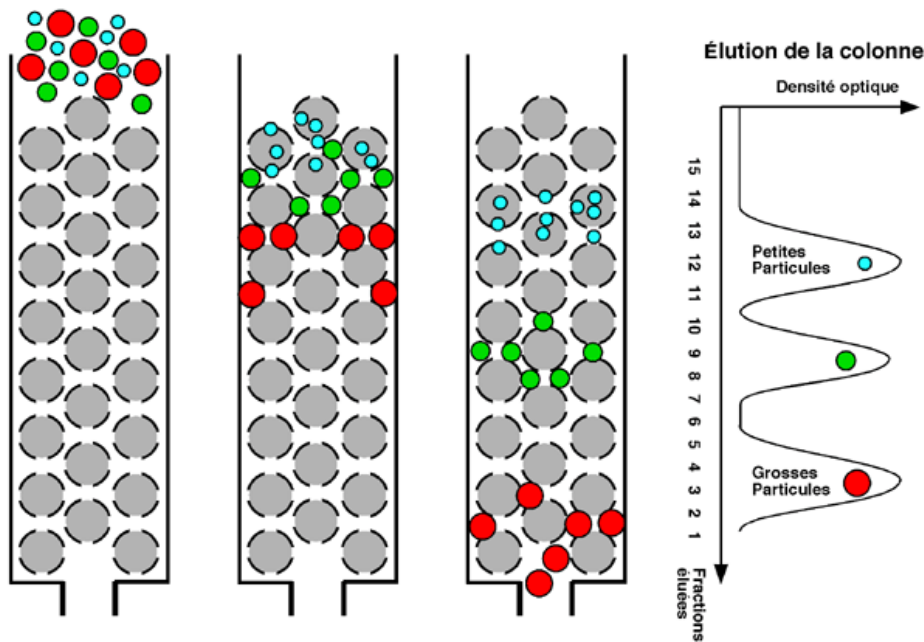 Élution de la colonne
Densité optique
15
14
13
12
11
10
9
8
7
6
5
4
3
2
1
Petites
Particules
Grosses
Particules
Fractions
éluées